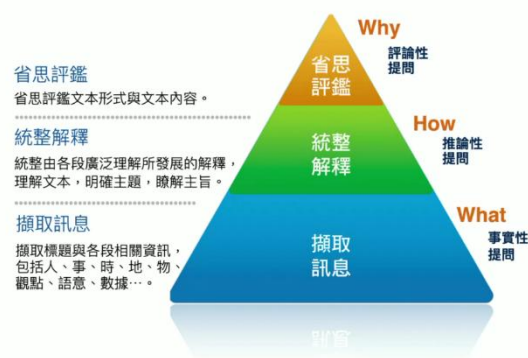 Why
評論性
提問
省思
評鑑
省思評鑑
省思評鑑文本形式與文本內容。
How
推論性
提問
統整
解釋
統整解釋
統整由各段廣泛理解所發展的解釋，
理解文本，明確主題，瞭解主旨。
What
事實性
提問
擷取
訊息
擷取訊息
擷取標題與各段相關資訊，
包括人、事、時、地、物、
觀點、語意、數據…。